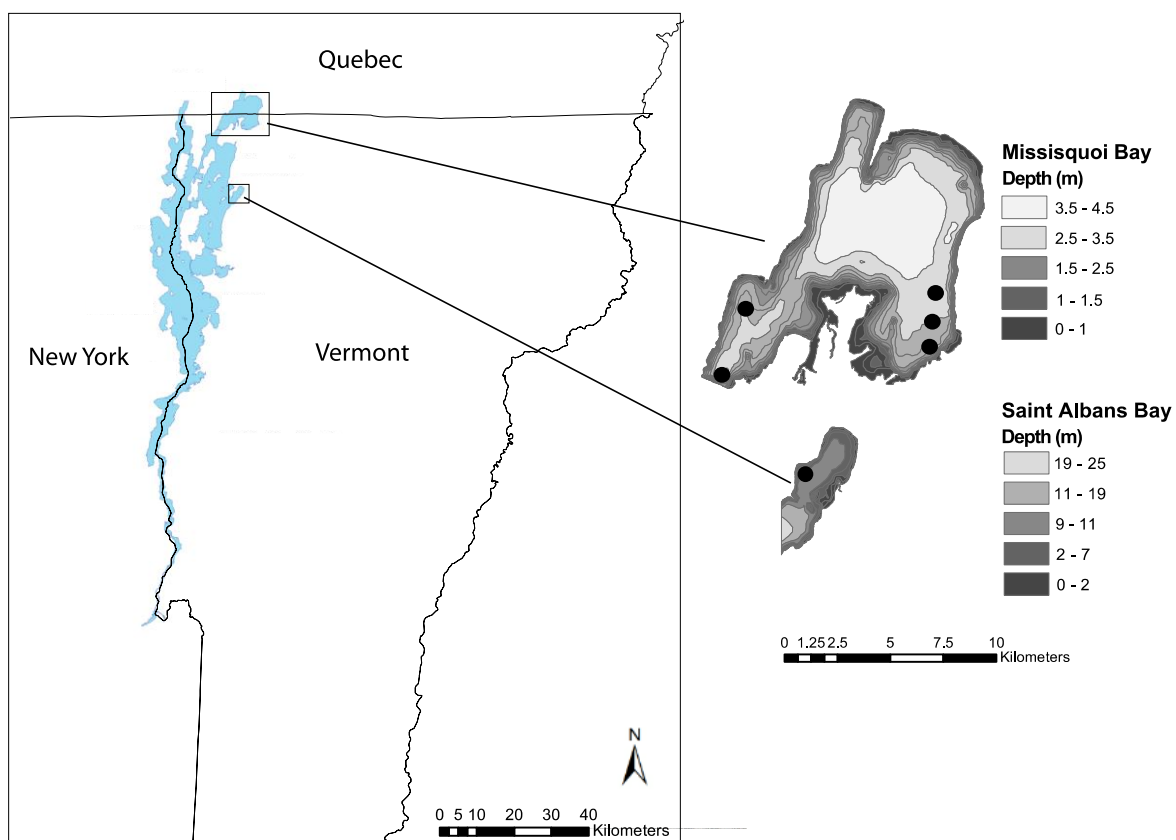 Quebec
New York
Vermont
N
0 5 10 20 30 40
Kilometers
Missisquoi Bay
Depth (m)
3.5 - 4.5
2.5 - 3.5
1.5 - 2.5
1 - 1.5
0 - 1
Saint Albans Bay
Depth (m)
19 - 25
11 - 19
9 - 11
2 - 7
0 - 2
0 1.25 2.5 5 7.5 10
Kilometers